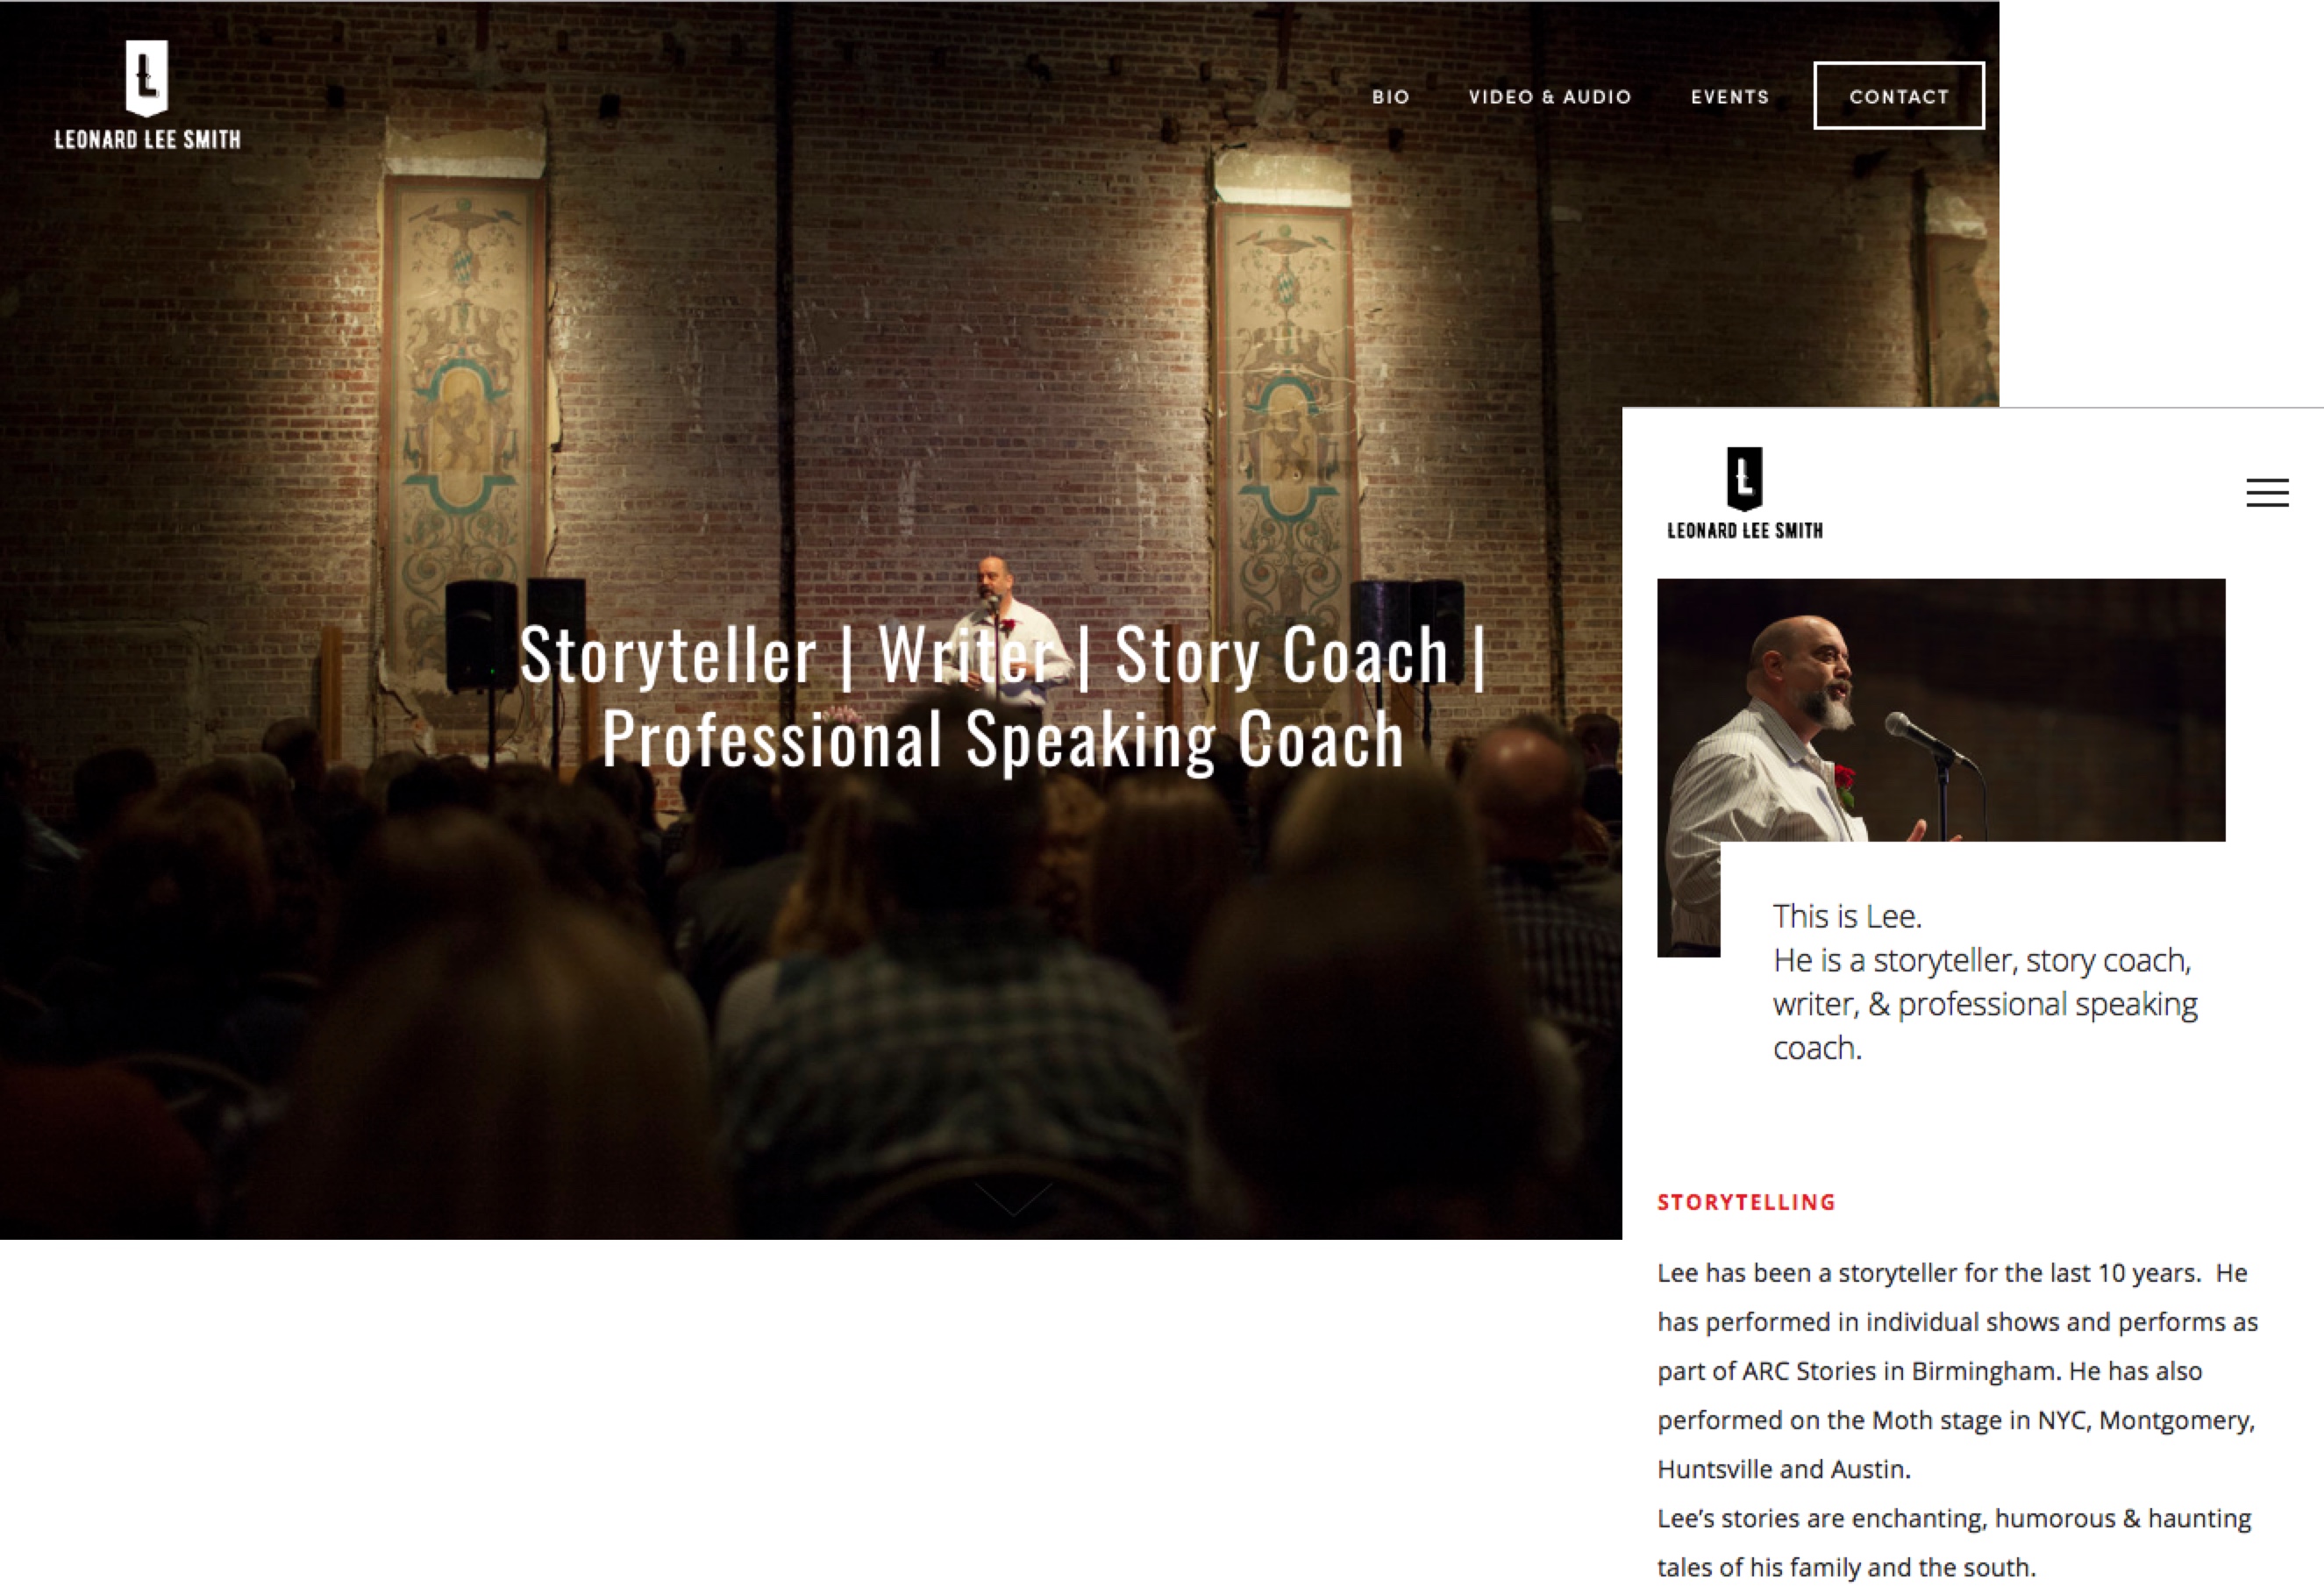 L
LEONARD LEE SMITH
BIO VIDEO & AUDIO EVENTS CONTACT
Storyteller | Writer | Story Coach |
Professional Speaking Coach
L
LEONARD LEE SMITH
This is Lee.
He is a storyteller, story coach,
writer, & professional speaking
coach.
STORYTELLING
Lee has been a storyteller for the last 10 years. He
has performed in individual shows and performs as
part of ARC Stories in Birmingham. He has also
performed on the Moth stage in NYC, Montgomery,
Huntsville and Austin.
Lee’s stories are enchanting, humorous & haunting
tales of his family and the south.